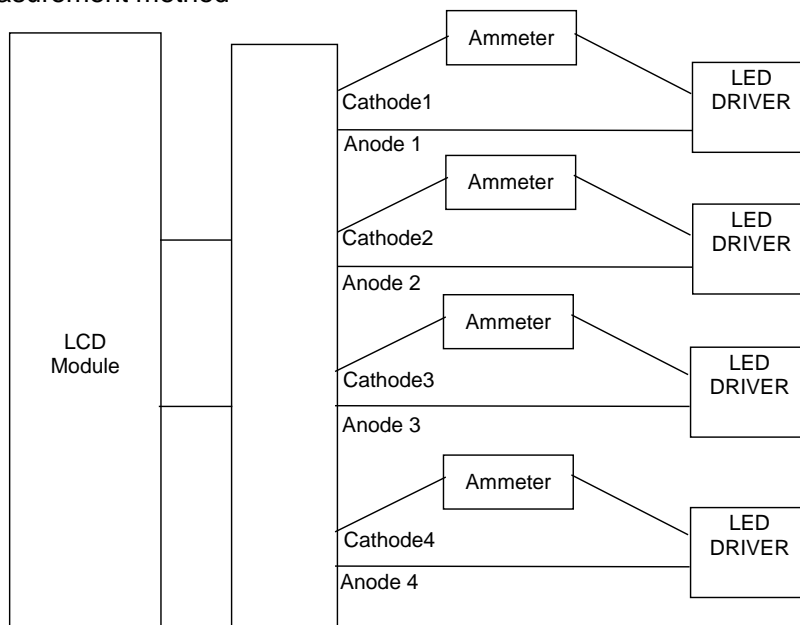 Ammeter
LED
DRIVER
Cathode1
Anode 1
Ammeter
LED
DRIVER
Cathode2
Anode 2
LCD
Module
Ammeter
LED
DRIVER
Cathode3
Anode 3
Ammeter
LED
DRIVER
Cathode4
Anode 4